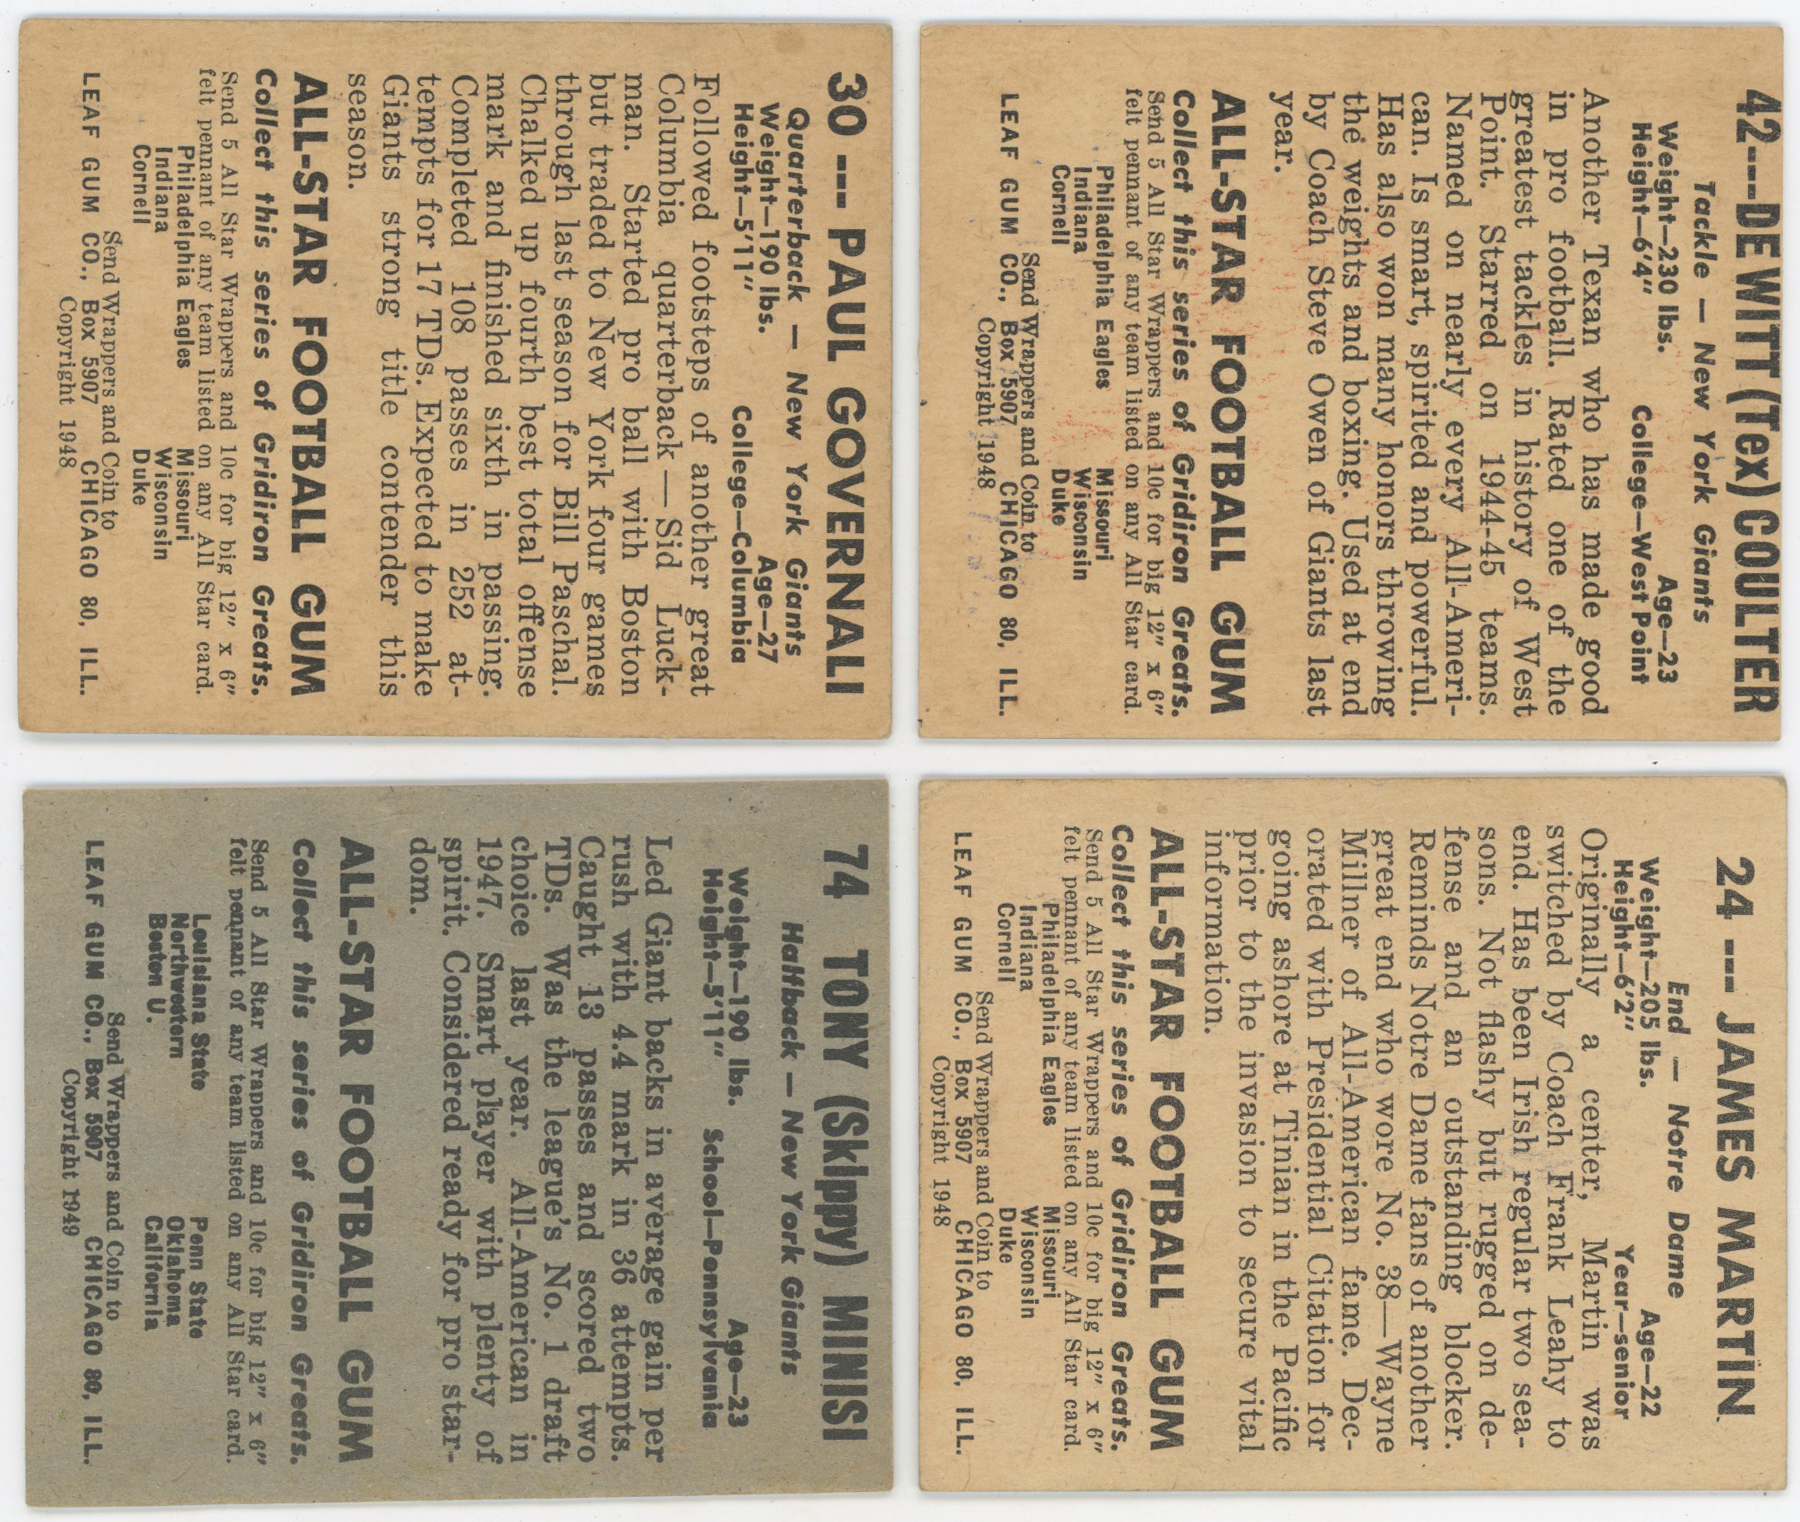 30 --- PAUL GOVERNALI
Quarterback — New York Giants
Weight—190 lbs. Age—27
Height—5'11" College—Columbia
Followed footsteps of another great
Columbia quarterback — Sid Luck-
man. Started pro ball with Boston
but traded to New York four games
through last season for Bill Paschal.
Chalked up fourth best total offense
mark and finished sixth in passing.
Completed 108 passes in 252 at-
tempts for 17 TDs. Expected to make
Giants strong title contender this
season.
ALL-STAR FOOTBALL GUM
Collect this series of Gridiron Greats.
Send 5 All Star Wrappers and 10c for big 12" x 6"
felt pennant of any team listed on any All Star card.
Philadelphia Eagles Missouri
Indiana Wisconsin
Cornell Duke
Send Wrappers and Coin to
LEAF GUM CO., Box 5907 CHICAGO 80, ILL.
Copyright 1948
42---DE WITT (Tex) COULTER
Tackle — New York Giants
Weight—230 lbs. Age—23
Height—6'4" College—West Point
Another Texan who has made good
in pro football. Rated one of the
greatest tackles in history of West
Point. Starred on 1944-45 teams.
Named on nearly every All-Ameri-
can. Is smart, spirited and powerful.
Has also won many honors throwing
the weights and boxing. Used at end
by Coach Steve Owen of Giants last
year.
ALL-STAR FOOTBALL GUM
Collect this series of Gridiron Greats.
Send 5 All Star Wrappers and 10c for big 12" x 6"
felt pennant of any team listed on any All Star card.
Philadelphia Eagles Missouri
Indiana Wisconsin
Cornell Duke
Send Wrappers and Coin to
LEAF GUM CO., Box 5907 CHICAGO 80, ILL.
Copyright 1948
74 TONY (Skippy) MINISI
Halfback — New York Giants
Weight—190 lbs. Age—23
Height—5'11" School—Pennsylvania
Led Giant backs in average gain per
rush with 4.4 mark in 36 attempts.
Caught 13 passes and scored two
TDs. Was the league's No. 1 draft
choice last year. All-American in
1947. Smart player with plenty of
spirit. Considered ready for pro star-
dom.
ALL-STAR FOOTBALL GUM
Collect this series of Gridiron Greats.
Send 5 All Star Wrappers and 10c for big 12" x 6"
felt pennant of any team listed on any All Star card.
Louisiana State Penn State
Northwestern Oklahoma
Boston U. California
Send Wrappers and Coin to
LEAF GUM CO., Box 5907 CHICAGO 80, ILL.
Copyright 1949
24 --- JAMES MARTIN
End — Notre Dame
Weight—205 lbs. Age—22
Height—6'2" Year—senior
Originally a center, Martin was
switched by Coach Frank Leahy to
end. Has been Irish regular two sea-
sons. Not flashy but rugged on de-
fense and an outstanding blocker.
Reminds Notre Dame fans of another
great end who wore No. 38—Wayne
Millner of All-American fame. Dec-
orated with Presidential Citation for
going ashore at Tinian in the Pacific
prior to the invasion to secure vital
information.
ALL-STAR FOOTBALL GUM
Collect this series of Gridiron Greats.
Send 5 All Star Wrappers and 10c for big 12" x 6"
felt pennant of any team listed on any All Star card.
Philadelphia Eagles Missouri
Indiana Wisconsin
Cornell Duke
Send Wrappers and Coin to
LEAF GUM CO., Box 5907 CHICAGO 80, ILL.
Copyright 1948